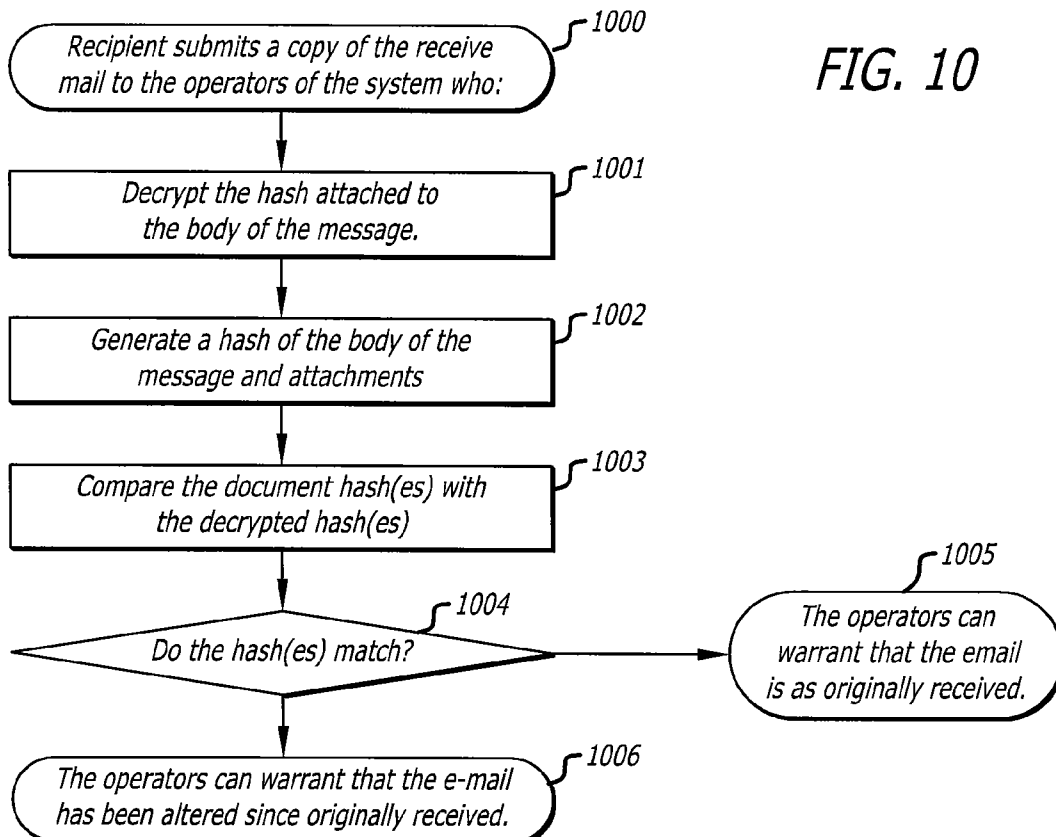 Recipient submits a copy of the receive
mail to the operators of the system who:
1000
FIG. 10
Decrypt the hash attached to
the body of the message.
1001
Generate a hash of the body of the
message and attachments
1002
Compare the document hash(es) with
the decrypted hash(es)
1003
Do the hash(es) match?
1004
The operators can
warrant that the email
is as originally received.
1005
The operators can warrant that the e-mail
has been altered since originally received.
1006